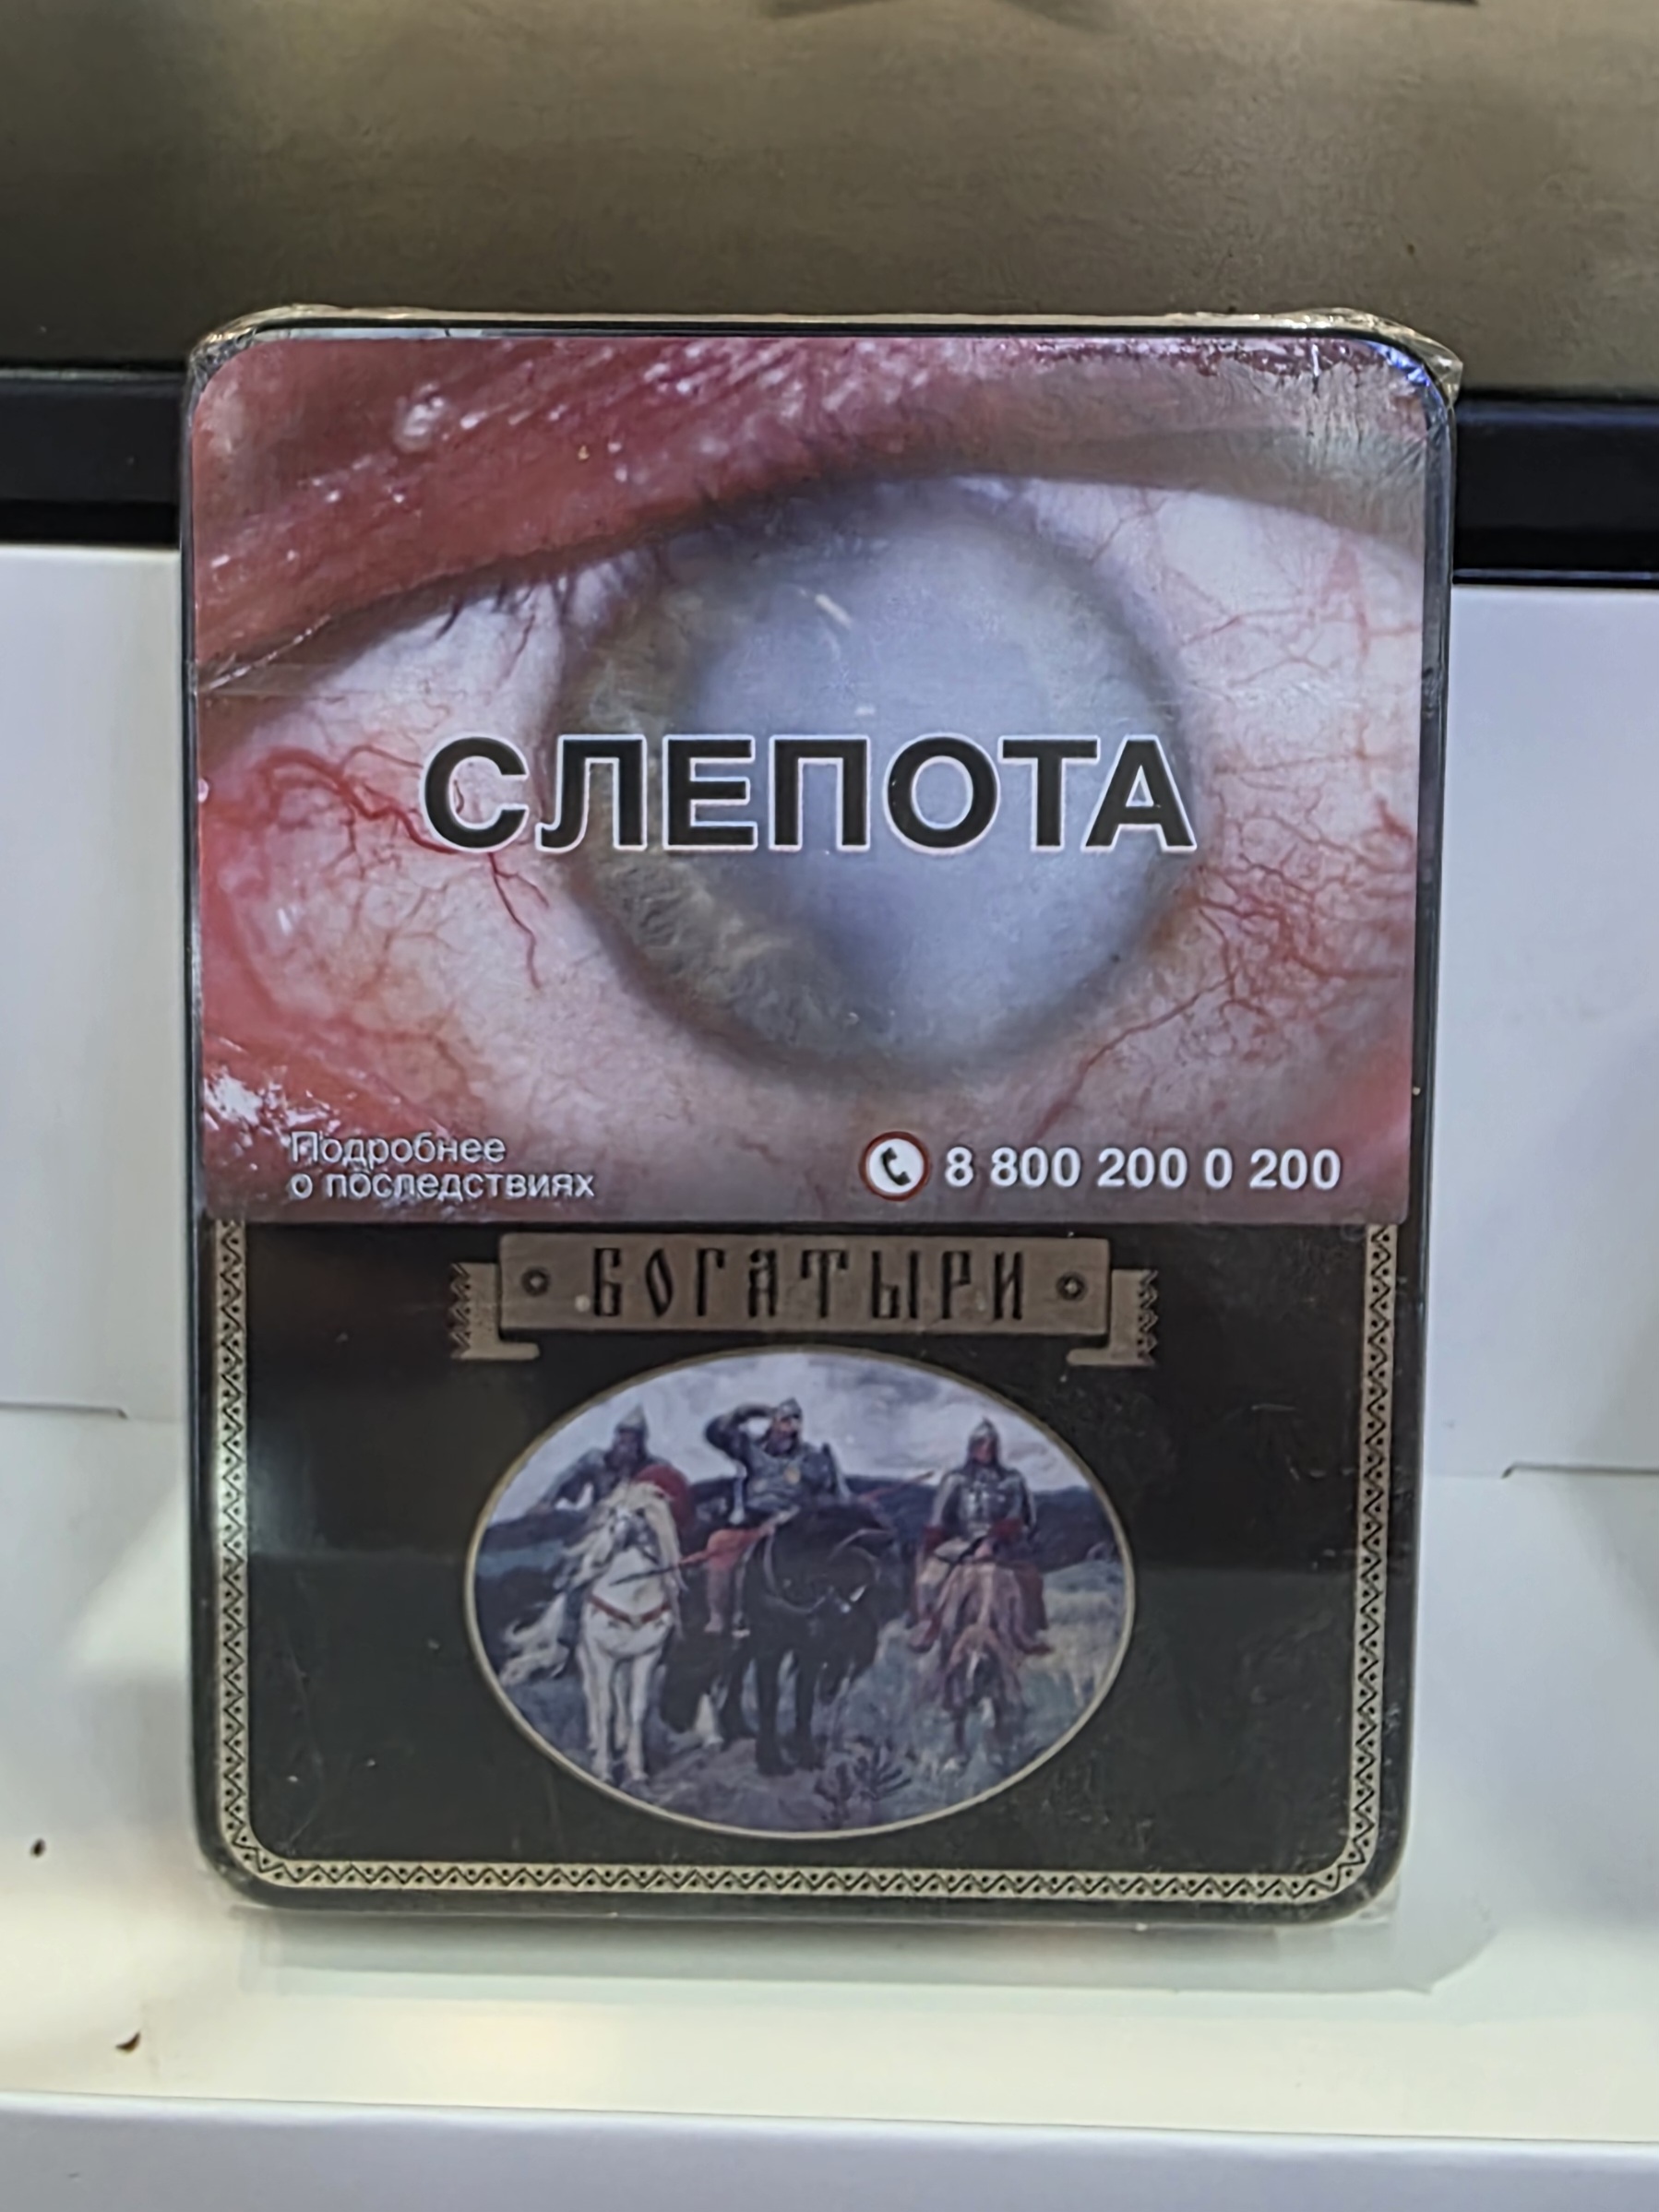 СЛЕПОТА
Подробнее
о последствиях
8 800 200 0 200
БОГАТЫРИ